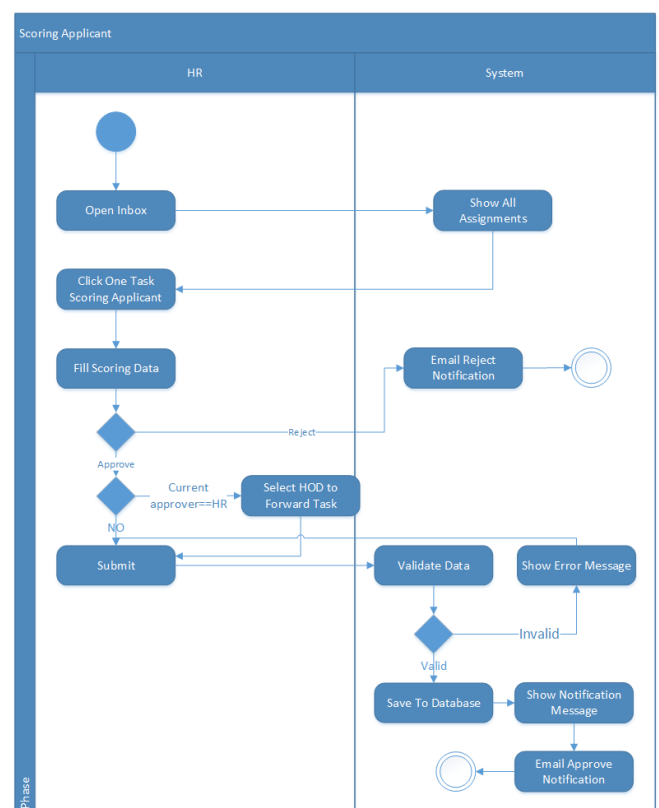 Scoring Applicant
HR
System
Open Inbox
Show All
Assignments
Click One Task
Scoring Applicant
Fill Scoring Data
Email Reject
Notification
Reject
Approve
Current
approver==HR
Select HOD to
Forward Task
NO
Submit
Validate Data
Show Error Message
Invalid
Valid
Save To Database
Show Notification
Message
Email Approve
Notification
Phase